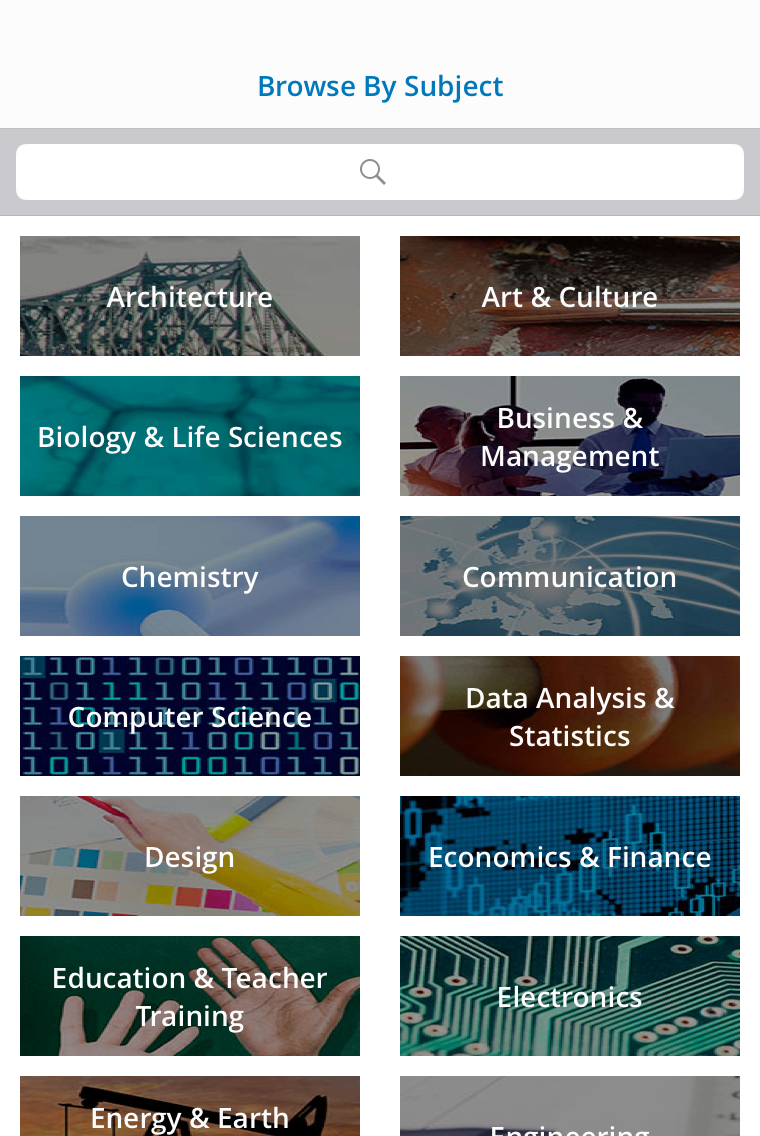 Browse By Subject
Architecture
Art & Culture
Biology & Life Sciences
Business &
Management
Chemistry
Communication
Computer Science
Data Analysis &
Statistics
Design
Economics & Finance
Education & Teacher
Training
Electronics
Energy & Earth
Engineering